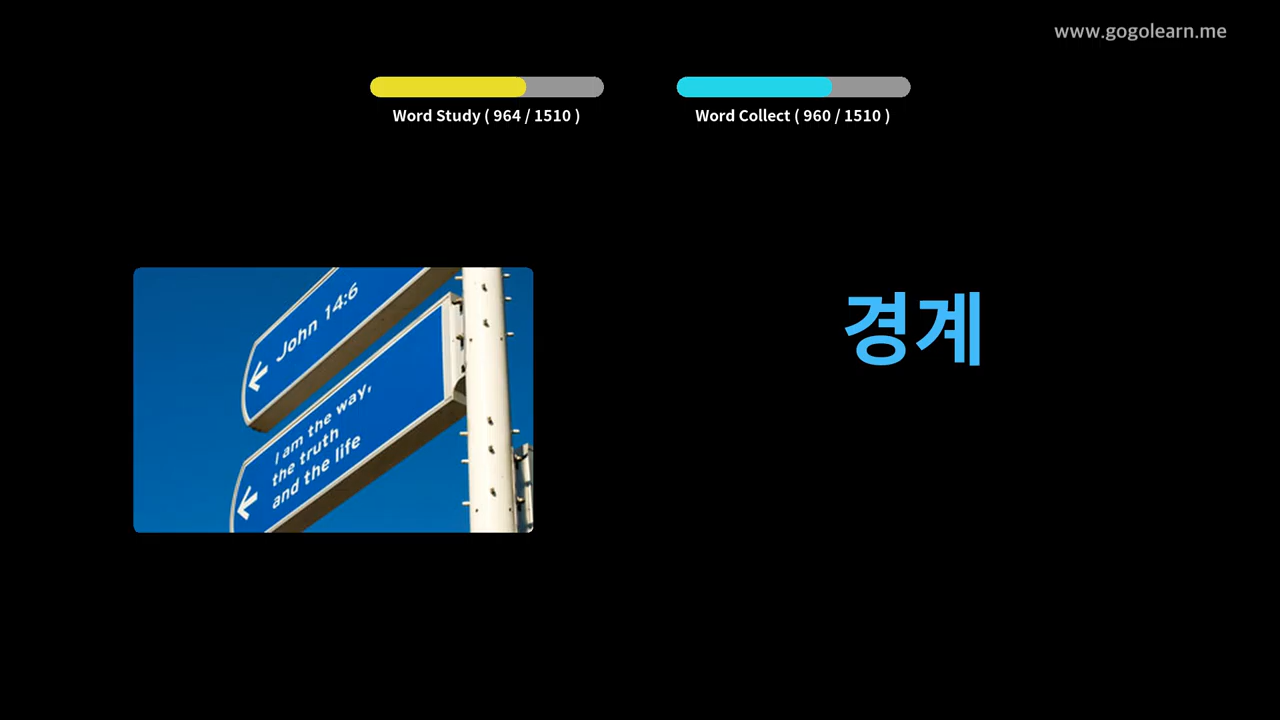 www.gogolearn.me
Word Study ( 964 / 1510 )
Word Collect ( 960 / 1510 )
John 14:6
I am the way,
the truth
and the life
경계